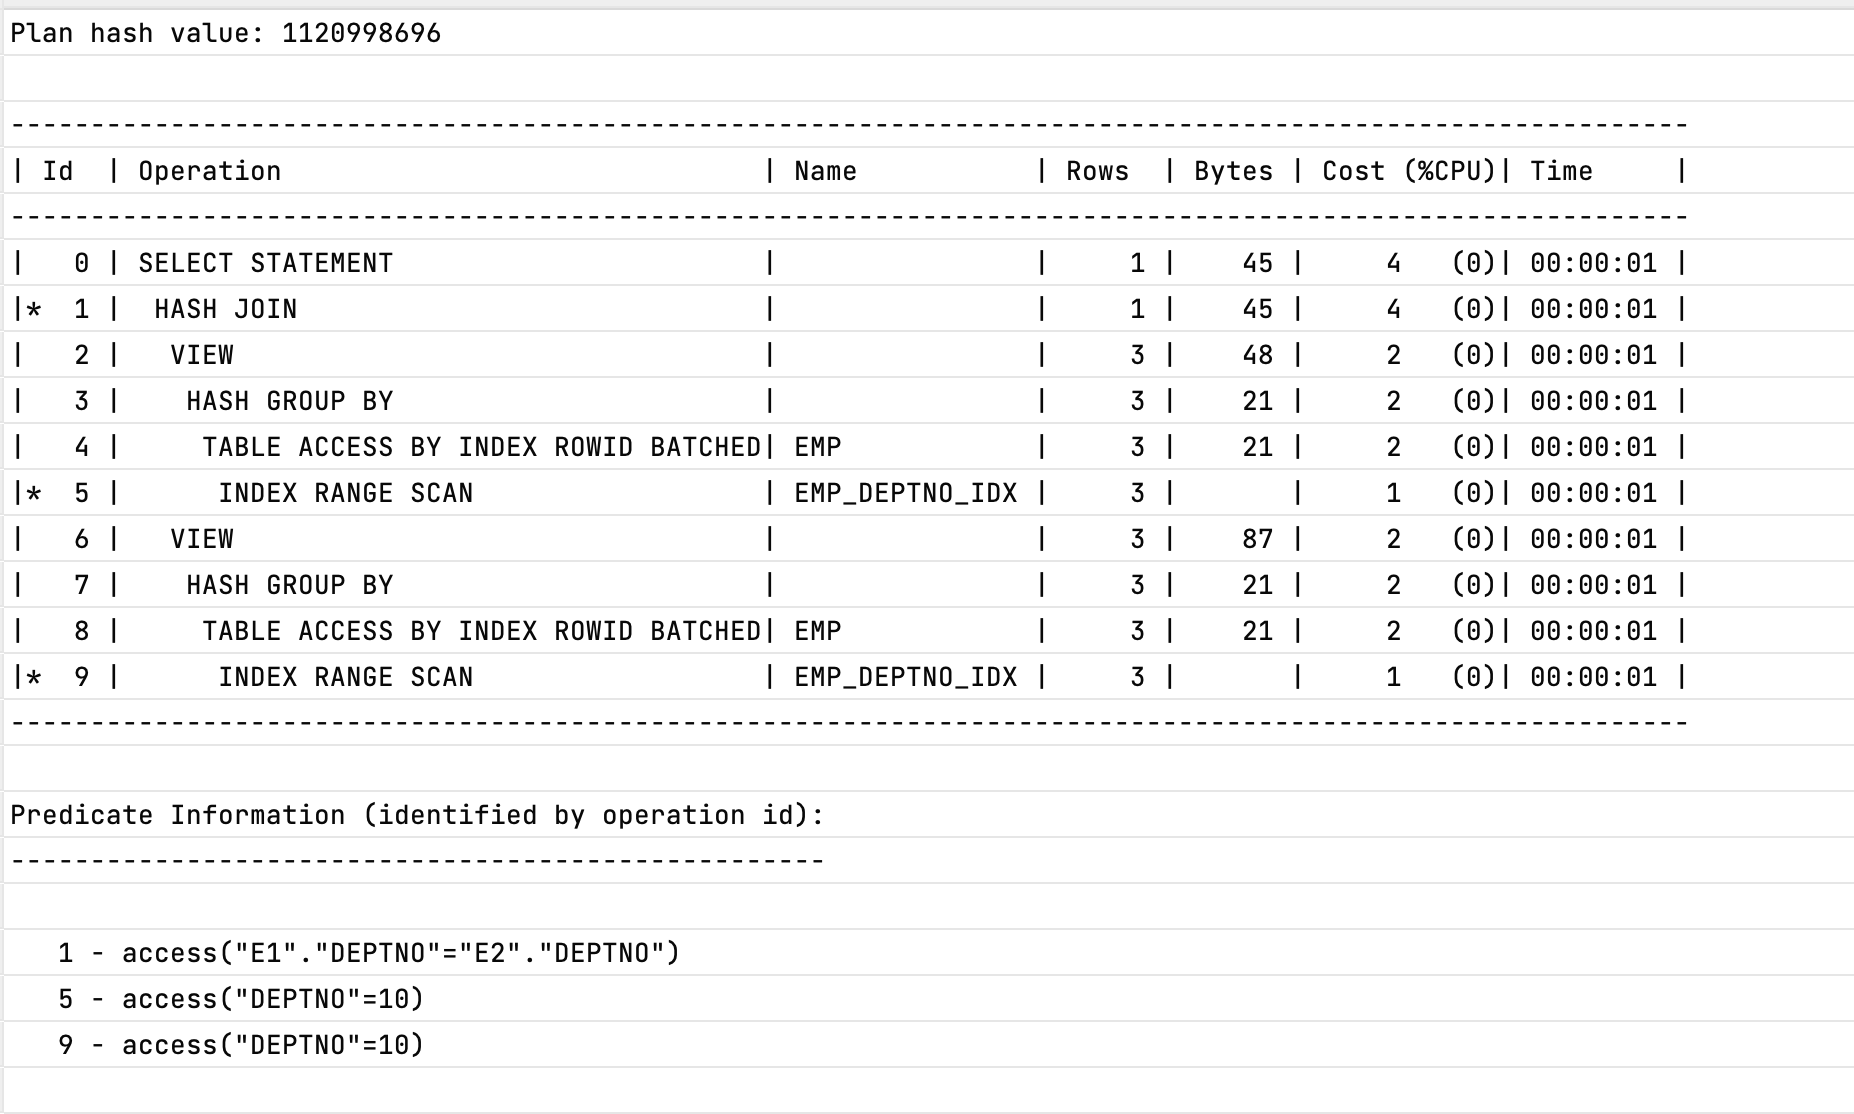 Plan hash value: 1120998696
---------------------------------------------------------------------------------------------------------
| Id  | Operation                              | Name           | Rows  | Bytes | Cost (%CPU)| Time     |
---------------------------------------------------------------------------------------------------------
|   0 | SELECT STATEMENT                       |                |     1 |    45 |     4   (0)| 00:00:01 |
|*  1 |  HASH JOIN                             |                |     1 |    45 |     4   (0)| 00:00:01 |
|   2 |   VIEW                                 |                |     3 |    48 |     2   (0)| 00:00:01 |
|   3 |    HASH GROUP BY                       |                |     3 |    21 |     2   (0)| 00:00:01 |
|   4 |     TABLE ACCESS BY INDEX ROWID BATCHED| EMP            |     3 |    21 |     2   (0)| 00:00:01 |
|*  5 |      INDEX RANGE SCAN                  | EMP_DEPTNO_IDX |     3 |       |     1   (0)| 00:00:01 |
|   6 |   VIEW                                 |                |     3 |    87 |     2   (0)| 00:00:01 |
|   7 |    HASH GROUP BY                       |                |     3 |    21 |     2   (0)| 00:00:01 |
|   8 |     TABLE ACCESS BY INDEX ROWID BATCHED| EMP            |     3 |    21 |     2   (0)| 00:00:01 |
|*  9 |      INDEX RANGE SCAN                  | EMP_DEPTNO_IDX |     3 |       |     1   (0)| 00:00:01 |
---------------------------------------------------------------------------------------------------------
Predicate Information (identified by operation id):
---------------------------------------------------
   1 - access("E1"."DEPTNO"="E2"."DEPTNO")
   5 - access("DEPTNO"=10)
   9 - access("DEPTNO"=10)